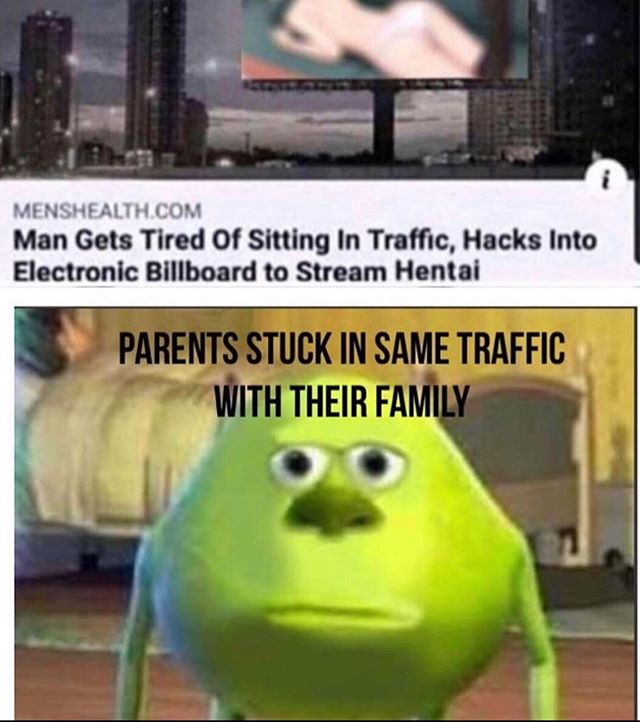 i
MENSHEALTH.COM
Man Gets Tired Of Sitting In Traffic, Hacks Into
Electronic Billboard to Stream Hentai
PARENTS STUCK IN SAME TRAFFIC
WITH THEIR FAMILY